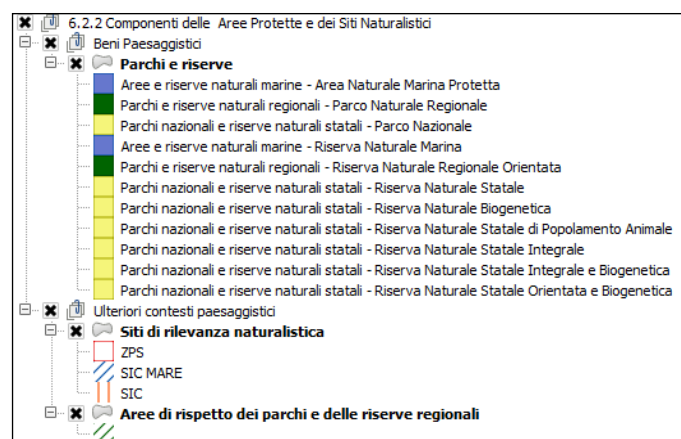 6.2.2 Componenti delle Aree Protette e dei Siti Naturalistici
Beni Paesaggistici
Parchi e riserve
Aree e riserve naturali marine - Area Naturale Marina Protetta
Parchi e riserve naturali regionali - Parco Naturale Regionale
Parchi nazionali e riserve naturali statali - Parco Nazionale
Aree e riserve naturali marine - Riserva Naturale Marina
Parchi e riserve naturali regionali - Riserva Naturale Regionale Orientata
Parchi nazionali e riserve naturali statali - Riserva Naturale Statale
Parchi nazionali e riserve naturali statali - Riserva Naturale Biogenetica
Parchi nazionali e riserve naturali statali - Riserva Naturale Statale di Popolamento Animale
Parchi nazionali e riserve naturali statali - Riserva Naturale Statale Integrale
Parchi nazionali e riserve naturali statali - Riserva Naturale Statale Integrale e Biogenetica
Parchi nazionali e riserve naturali statali - Riserva Naturale Statale Orientata e Biogenetica
Ulteriori contesti paesaggistici
Siti di rilevanza naturalistica
ZPS
SIC MARE
SIC
Aree di rispetto dei parchi e delle riserve regionali